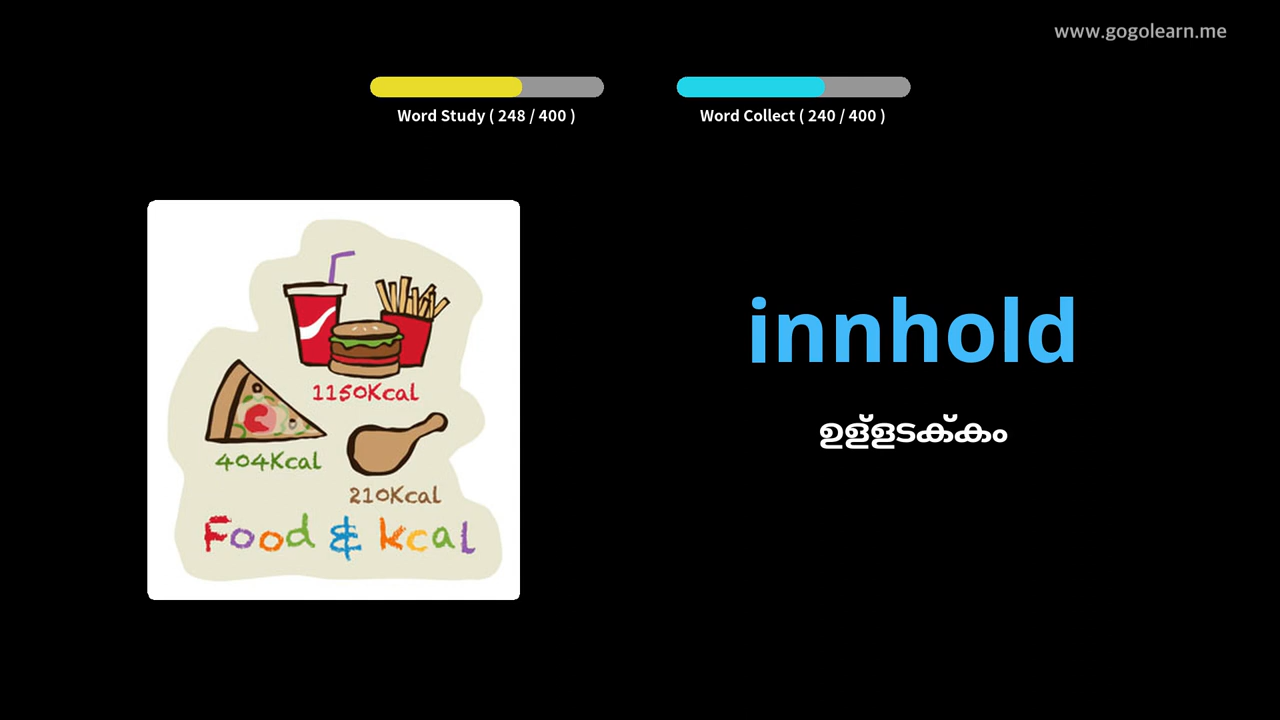 www.gogolearn.me
Word Study ( 248 / 400 )
Word Collect ( 240 / 400 )
1150Kcal
404Kcal
210Kcal
Food & kcal
innhold
ഉള്ളടക്കം